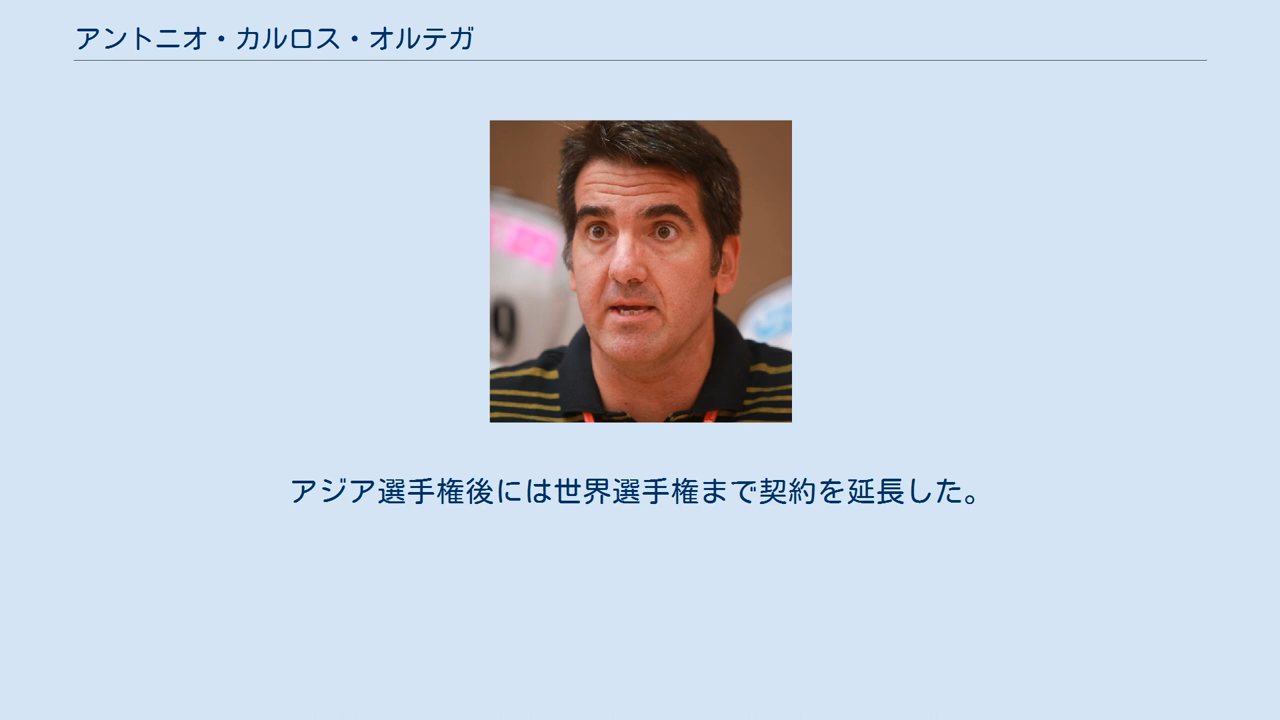 アントニオ・カルロス・オルテガ
9
アジア選手権後には世界選手権まで契約を延長した。